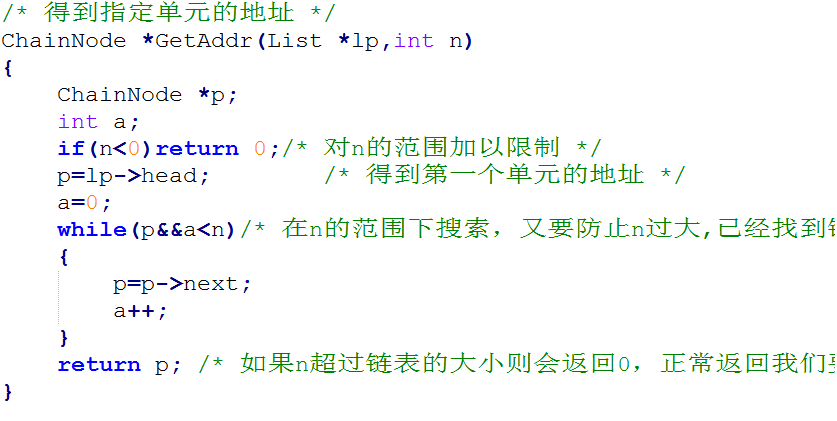 /* 得到指定单元的地址 */
ChainNode *GetAddr(List *lp,int n)
{
    ChainNode *p;
    int a;
    if(n<0)return 0;/* 对n的范围加以限制 */
    p=lp->head;        /* 得到第一个单元的地址 */
    a=0;
    while(p&&a<n)/* 在n的范围下搜索，又要防止n过大,已经找到
    {
        p=p->next;
        a++;
    }
    return p; /* 如果n超过链表的大小则会返回0，正常返回我们
}